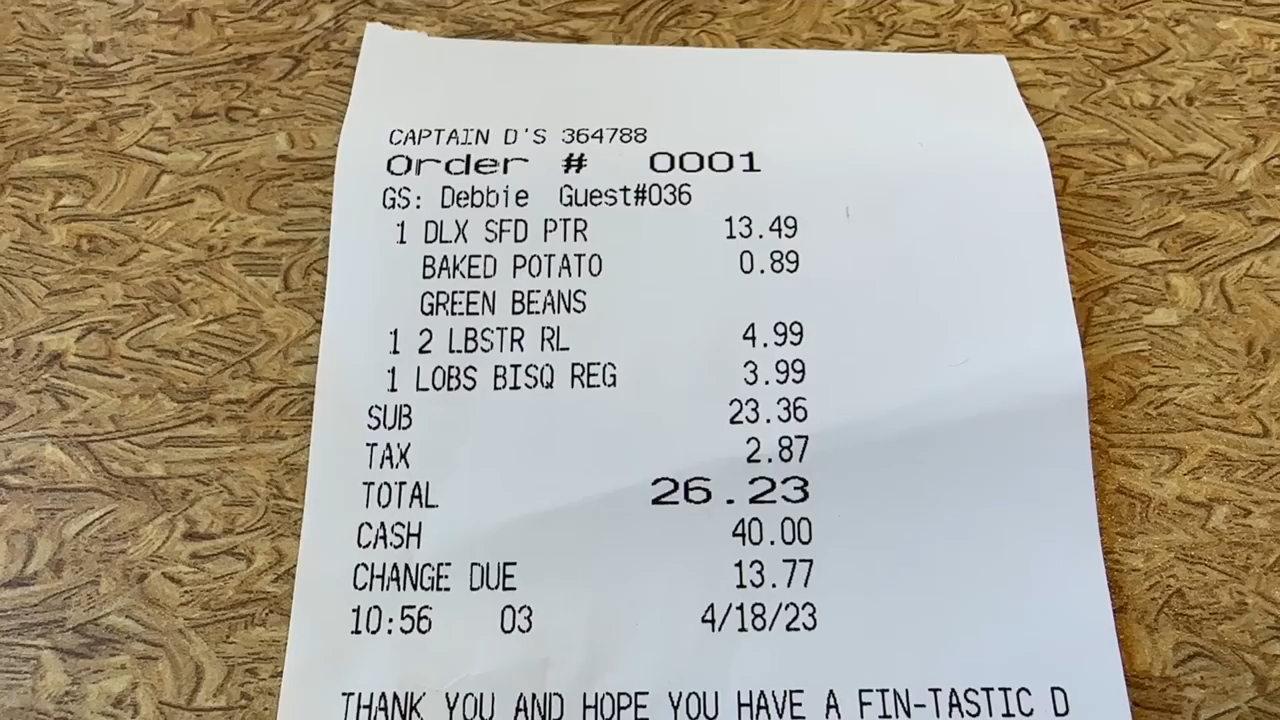 CAPTAIN D'S 364788
Order # 0001
GS: Debbie Guest#036
1 DLX SFD PTR 13.49
BAKED POTATO 0.89
GREEN BEANS
1 2 LBSTR RL 4.99
1 LOBS BISQ REG 3.99
SUB 23.36
TAX 2.87
TOTAL 26.23
CASH 40.00
CHANGE DUE 13.77
10:56 03 4/18/23
THANK YOU AND HOPE YOU HAVE A FIN-TASTIC D